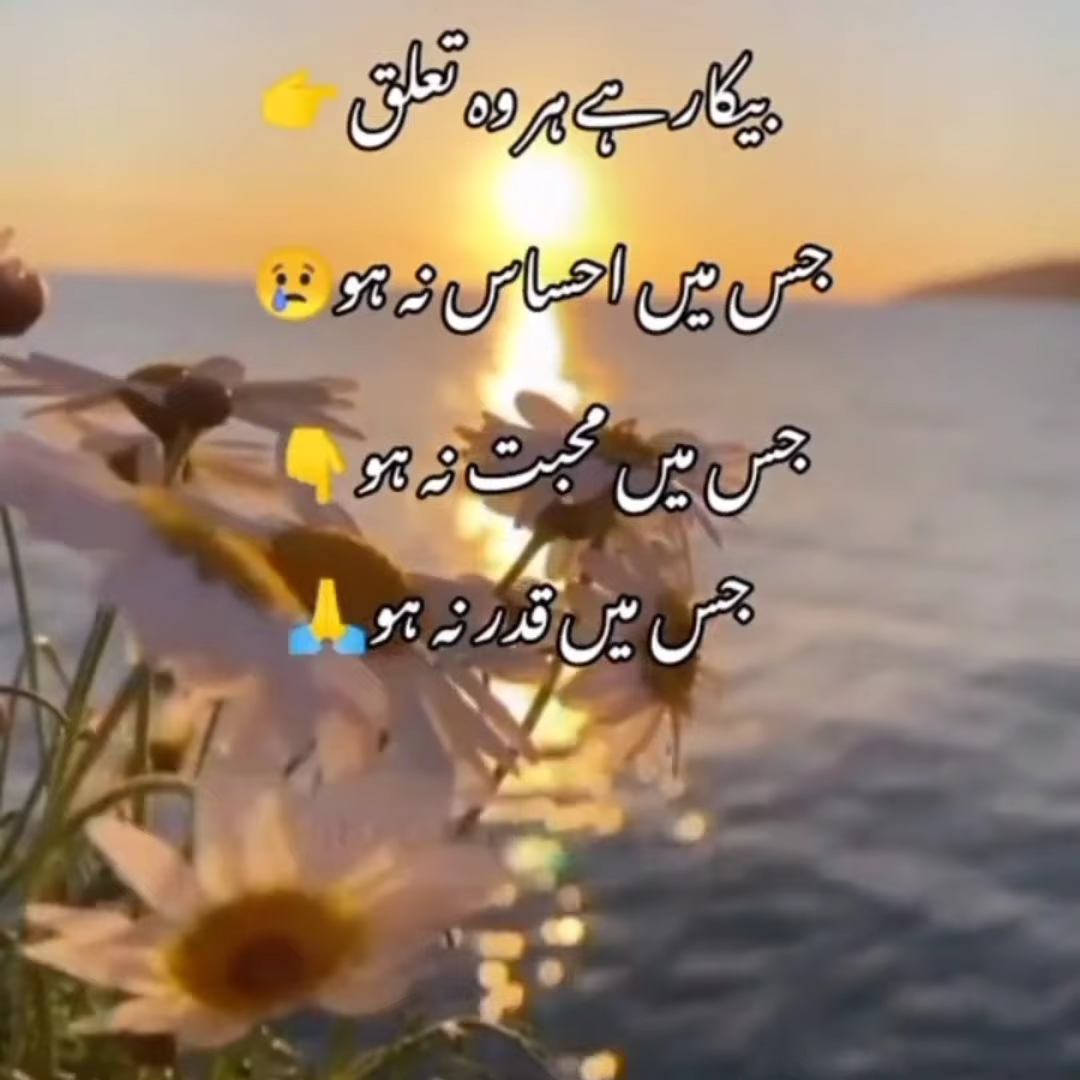 بیکار ہے ہر وہ تعلق 👉
جس میں احساس نہ ہو😢
جس میں محبت نہ ہو 👇
جس میں قدر نہ ہو🙏